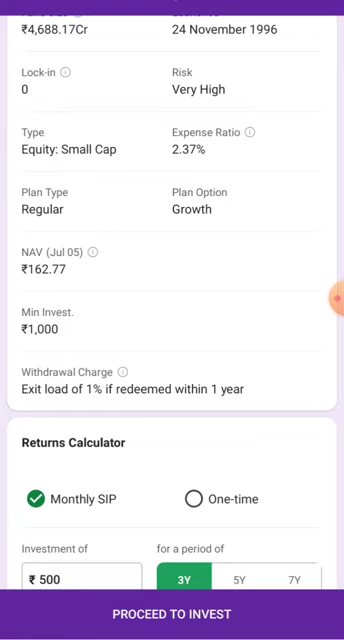 ₹4,688.17Cr
24 November 1996
Lock-in
Risk
0
Very High
Type
Expense Ratio
Equity: Small Cap
2.37%
Plan Type
Plan Option
Regular
Growth
NAV (Jul 05)
₹162.77
Min Invest.
₹1,000
Withdrawal Charge
Exit load of 1% if redeemed within 1 year
Returns Calculator
Monthly SIP
One-time
Investment of
for a period of
₹ 500
3Y
5Y
7Y
PROCEED TO INVEST